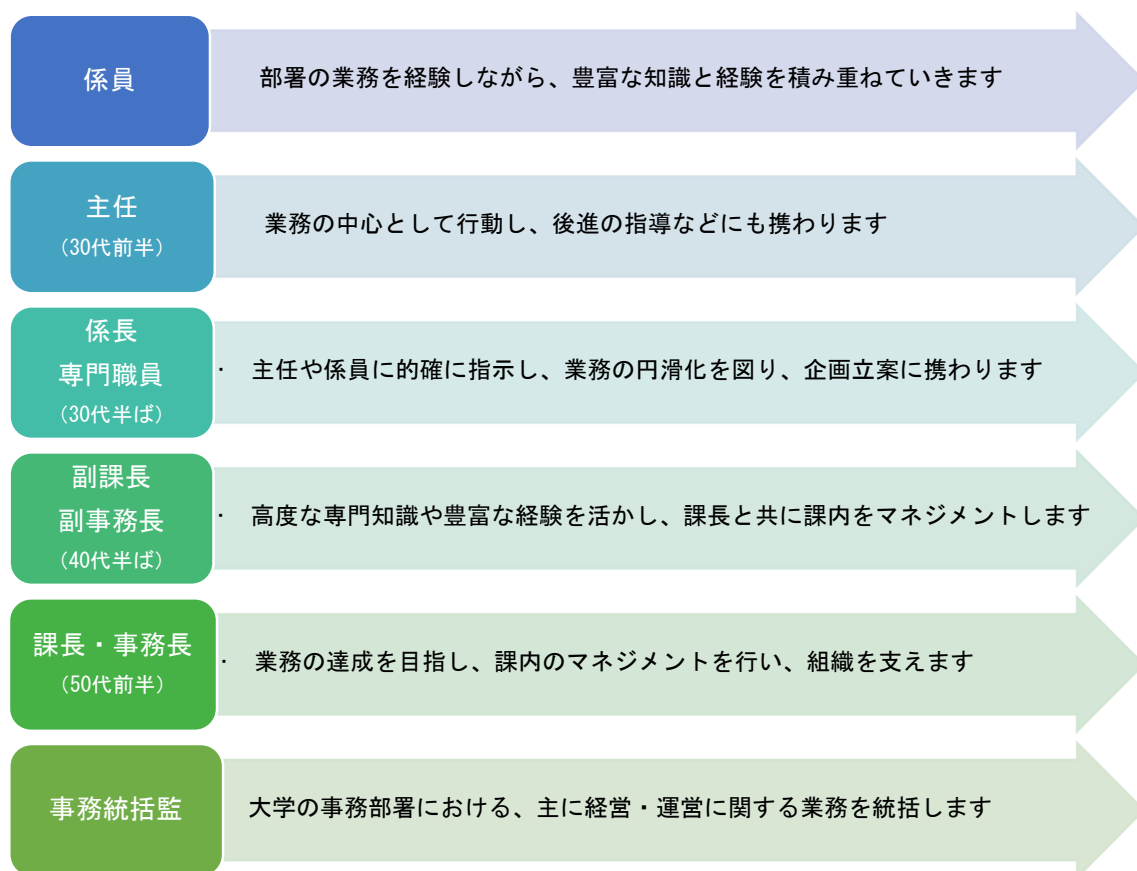 係員
部署の業務を経験しながら、豊富な知識と経験を積み重ねていきます
主任
(30代前半)
業務の中心として行動し、後進の指導などにも携わります
係長
専門職員
(30代半ば)
・ 主任や係員に的確に指示し、業務の円滑化を図り、企画立案に携わります
副課長
副事務長
(40代半ば)
・ 高度な専門知識や豊富な経験を活かし、課長と共に課内をマネジメントします
課長・事務長
(50代前半)
・ 業務の達成を目指し、課内のマネジメントを行い、組織を支えます
事務統括監
大学の事務部署における、主に経営・運営に関する業務を統括します